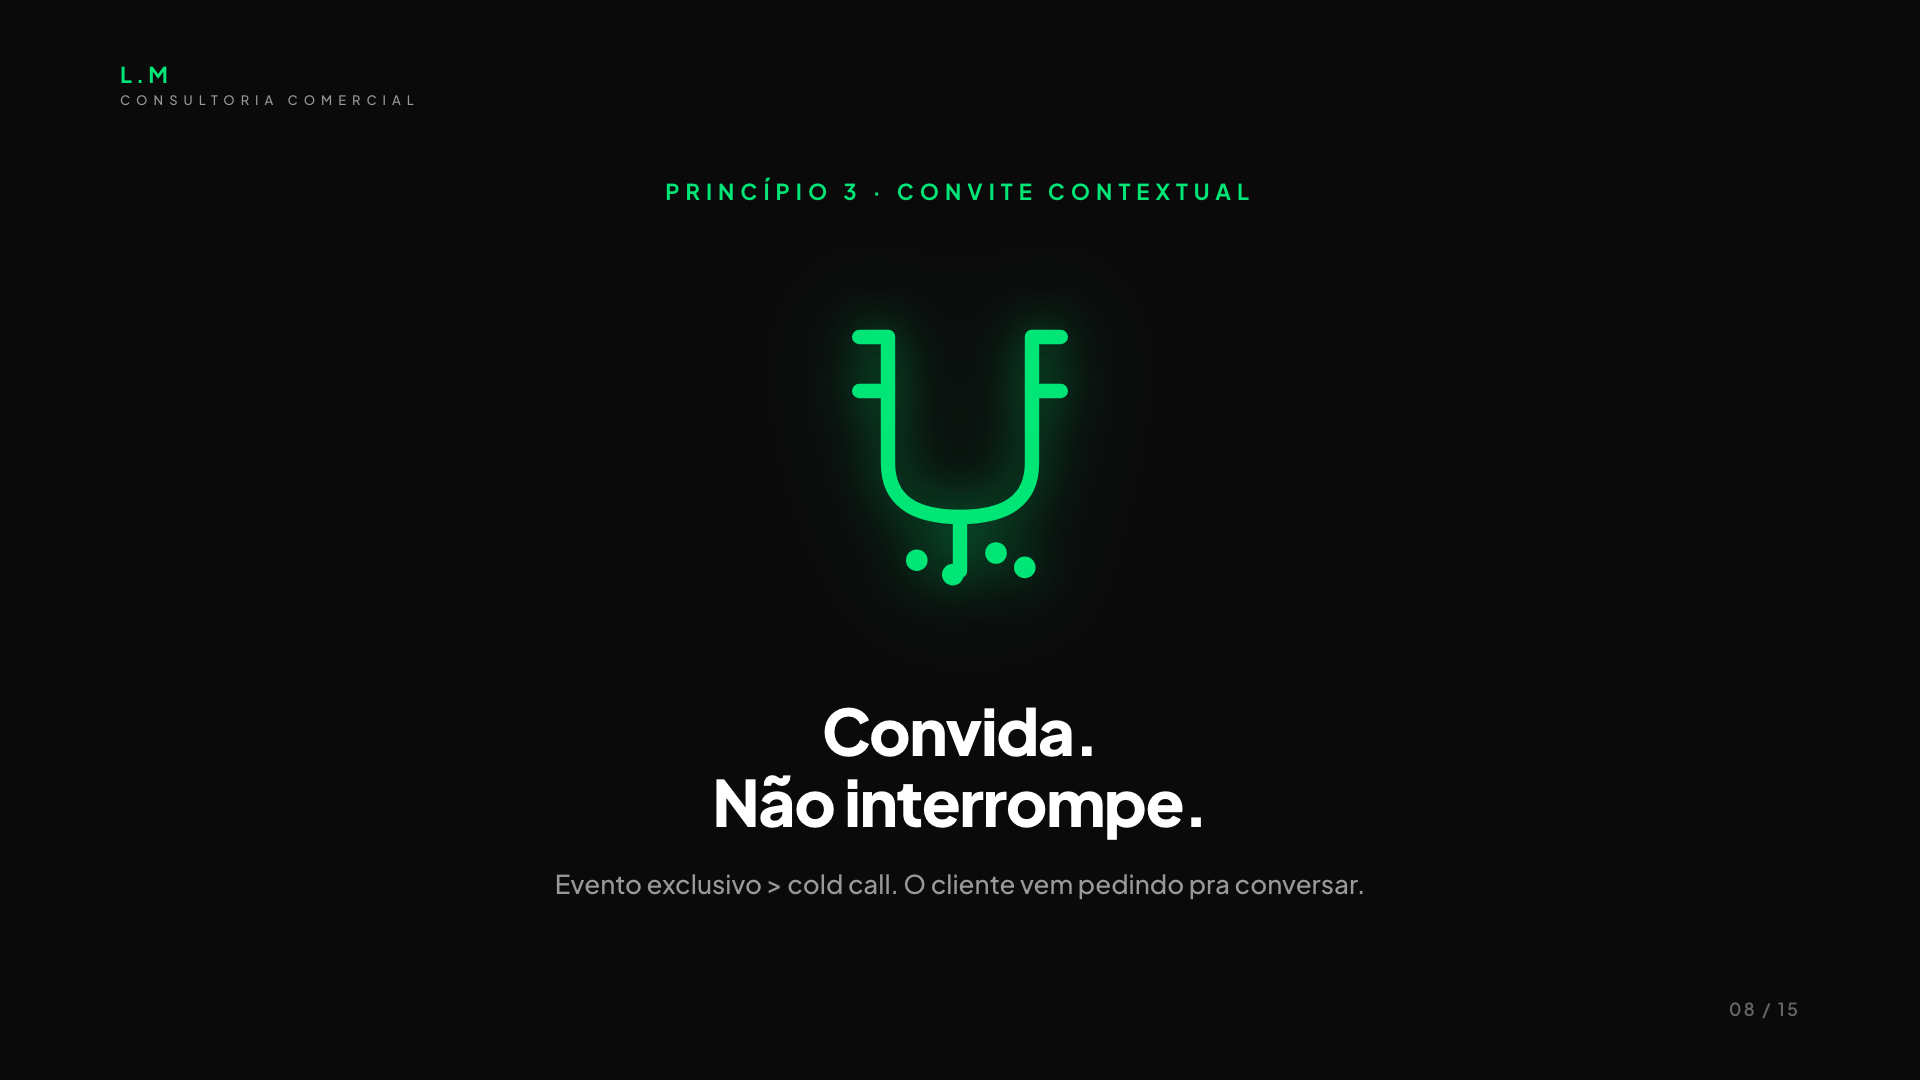 L.M
CONSULTORIA COMERCIAL
PRINCÍPIO 3 · CONVITE CONTEXTUAL
Convida.
Não interrompe.
Evento exclusivo > cold call. O cliente vem pedindo pra conversar.
08 / 15